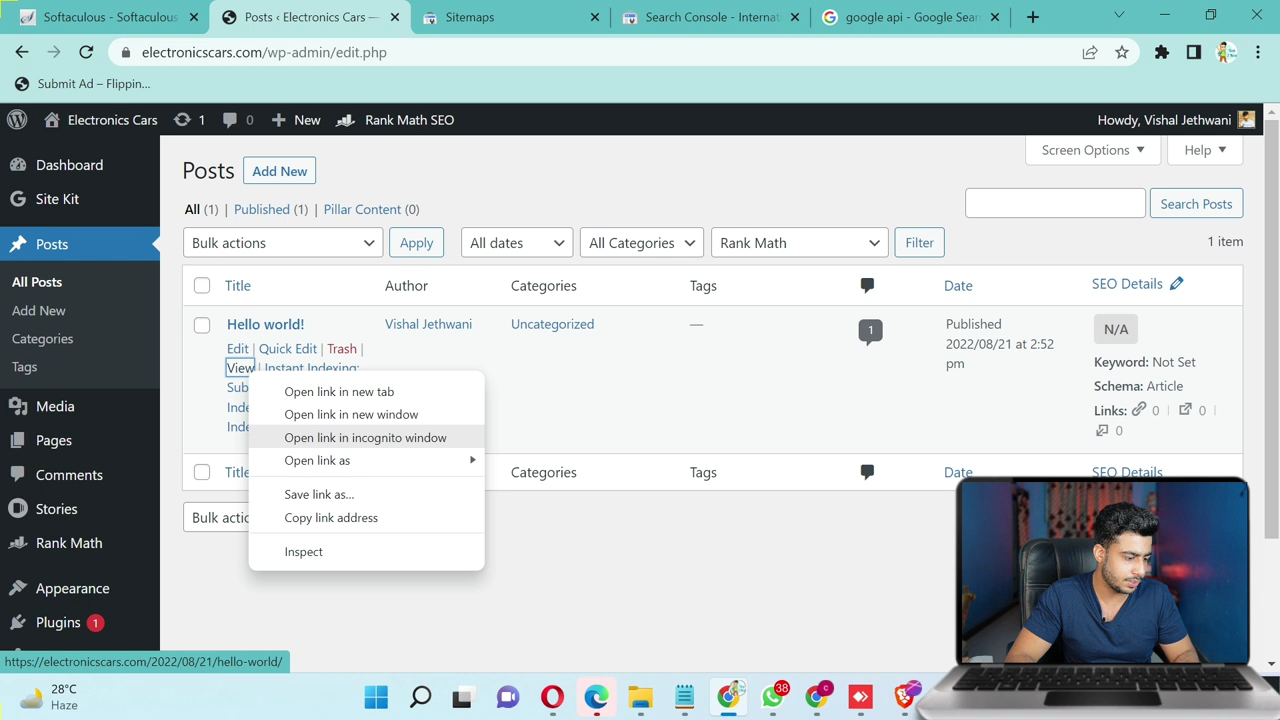 Softaculous - Softaculous
Posts ‹ Electronics Cars —
Sitemaps
Search Console - Internat
google api - Google Sear
electronicscars.com/wp-admin/edit.php
Submit Ad – Flippin...
Electronics Cars
1
0
New
Rank Math SEO
Howdy, Vishal Jethwani
Dashboard
Site Kit
Posts
All Posts
Add New
Categories
Tags
Media
Pages
Comments
Stories
Rank Math
Appearance
Plugins 1
Screen Options
Help
Posts
Add New
All (1) | Published (1) | Pillar Content (0)
Search Posts
Bulk actions
Apply
All dates
All Categories
Rank Math
Filter
1 item
Title
Author
Categories
Tags
Date
SEO Details
Hello world!
Vishal Jethwani
Uncategorized
—
1
Published
2022/08/21 at 2:52
pm
N/A
Keyword: Not Set
Schema: Article
Links: 0 | 0 |
0
Edit | Quick Edit | Trash |
View | Instant Indexing:
Sub
Inde
Inde
Open link in new tab
Open link in new window
Open link in incognito window
Open link as
Save link as...
Copy link address
Inspect
Title
Categories
Tags
Date
SEO Details
Bulk actio
https://electronicscars.com/2022/08/21/hello-world/
28°C
Haze
38